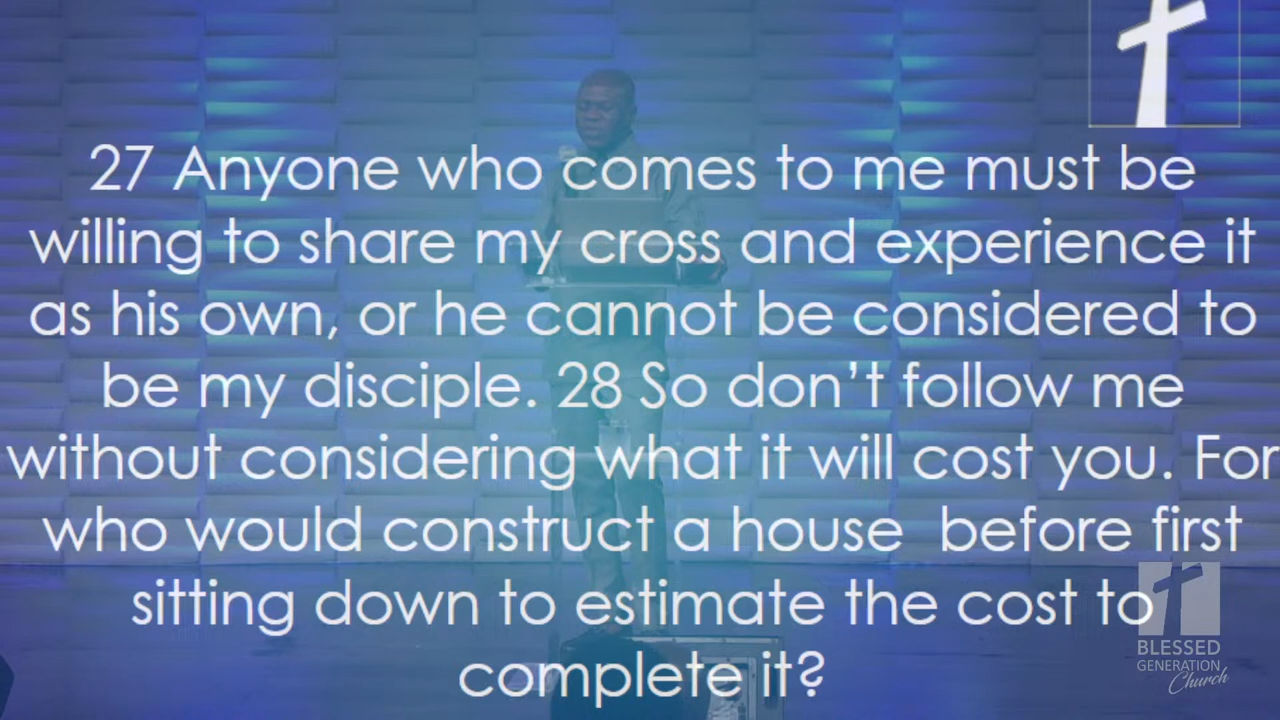 27 Anyone who comes to me must be
willing to share my cross and experience it
as his own, or he cannot be considered to
be my disciple. 28 So don’t follow me
without considering what it will cost you. For
who would construct a house  before first
sitting down to estimate the cost to
complete it?
BLESSED
GENERATION
Church